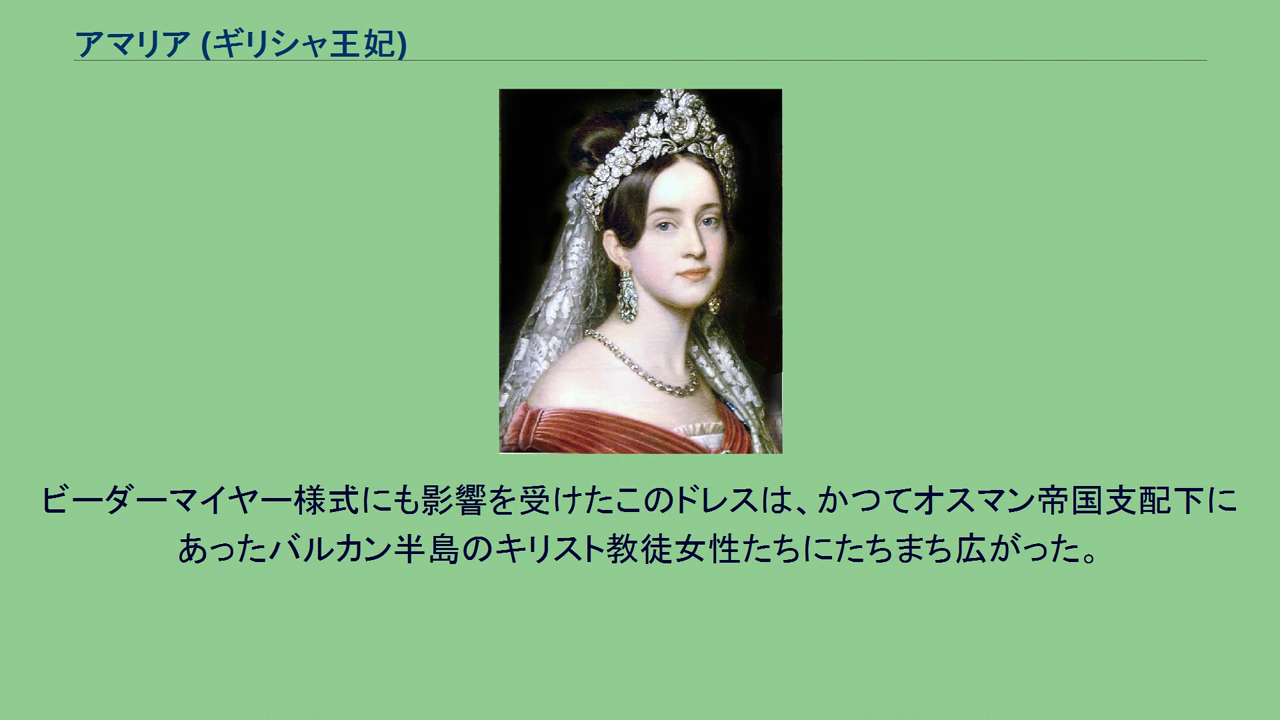 アマリア (ギリシャ王妃)
ビーダーマイヤー様式にも影響を受けたこのドレスは、かつてオスマン帝国支配下に
あったバルカン半島のキリスト教徒女性たちにたちまち広がった。